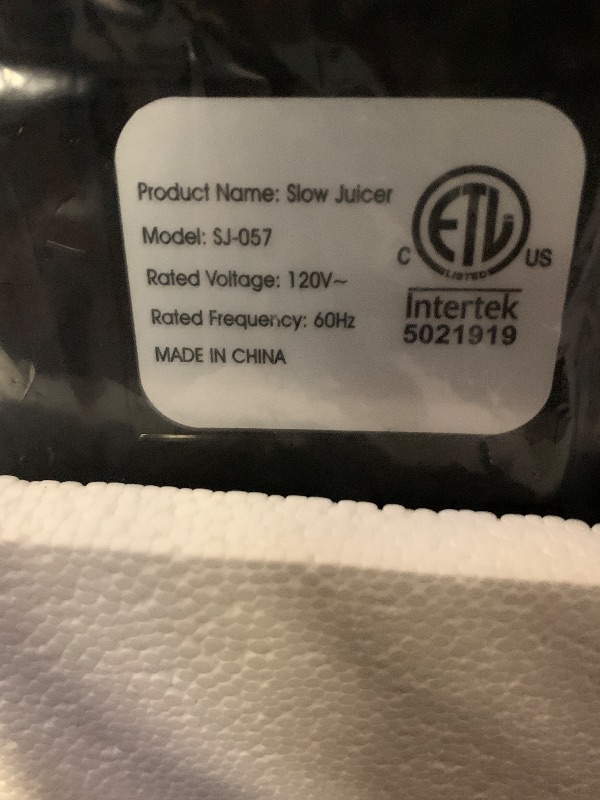 Product Name: Slow Juicer
Model: SJ-057
Rated Voltage: 120V~
Rated Frequency: 60Hz
MADE IN CHINA
ETL
C US
LISTED
Intertek
5021919